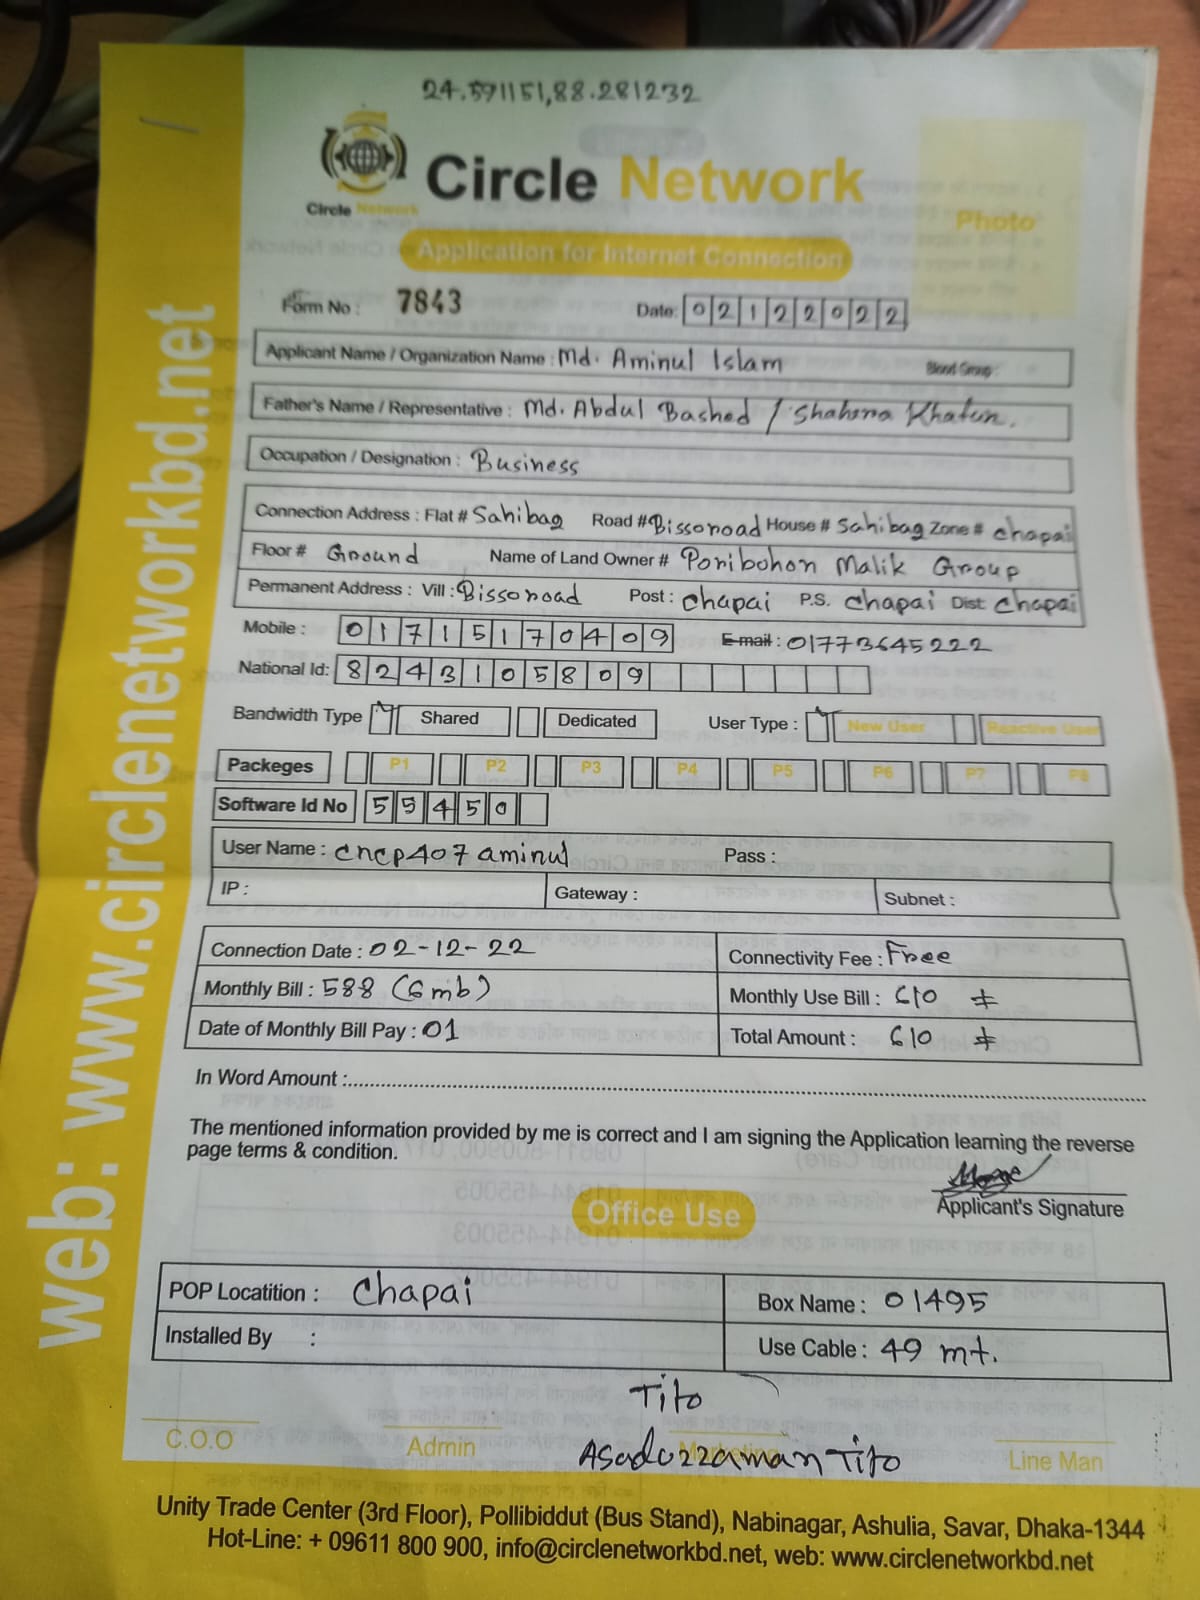 24.591151,88.281232
Circle Network
Circle Network
Photo
Application for Internet Connection
Form No : 7843 Date: 02122022
Applicant Name / Organization Name : Md. Aminul Islam Blood Group :
Father's Name / Representative : Md. Abdul Bashed / Shahena Khatun.
Occupation / Designation : Business
Connection Address : Flat # Sahibag Road # Bissoroad House # Sahibag Zone # chapai
Floor # Ground Name of Land Owner # Poribohon Malik Group
Permanent Address : Vill : Bissoroad Post : chapai P.S. chapai Dist: chapai
Mobile : 01715170409 E-mail : 01773645222
National Id: 8243105809
Bandwidth Type Shared Dedicated User Type : New User Reactive User
Packeges P1 P2 P3 P4 P5 P6 P7 P8
Software Id No 55450
User Name : cncp407aminul Pass :
IP : Gateway : Subnet :
Connection Date : 02-12-22 Connectivity Fee : Free
Monthly Bill : 588 (6mb) Monthly Use Bill : 610
Date of Monthly Bill Pay : 01 Total Amount : 610
In Word Amount :
The mentioned information provided by me is correct and I am signing the Application learning the reverse
page terms & condition.
Applicant's Signature
Office Use
POP Locatition : chapai Box Name : 01495
Installed By : Use Cable : 49 mt.
Tito
C.O.O Admin Marketing Asaduzzaman Tito Line Man
Unity Trade Center (3rd Floor), Pollibiddut (Bus Stand), Nabinagar, Ashulia, Savar, Dhaka-1344
Hot-Line: + 09611 800 900, info@circlenetworkbd.net, web: www.circlenetworkbd.net
web: www.circlenetworkbd.net